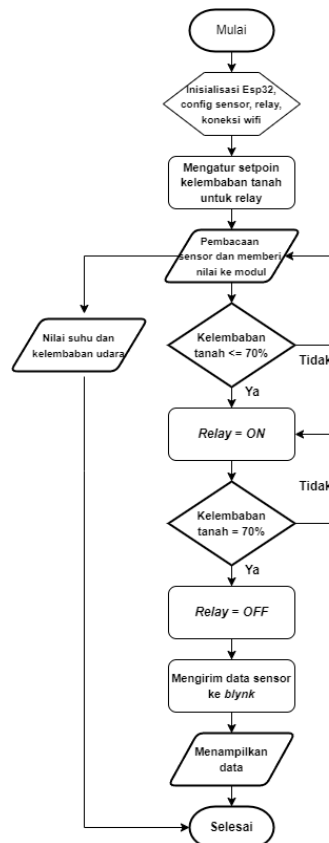 Mulai
Inisialisasi Esp32,
config sensor, relay,
koneksi wifi
Mengatur setpoin
kelembaban tanah
untuk relay
Pembacaan
sensor dan memberi
nilai ke modul
Nilai suhu dan
kelembaban udara
Kelembaban
tanah <= 70%
Tidak
Ya
Relay = ON
Tidak
Kelembaban
tanah = 70%
Ya
Relay = OFF
Mengirim data sensor
ke blynk
Menampilkan
data
Selesai